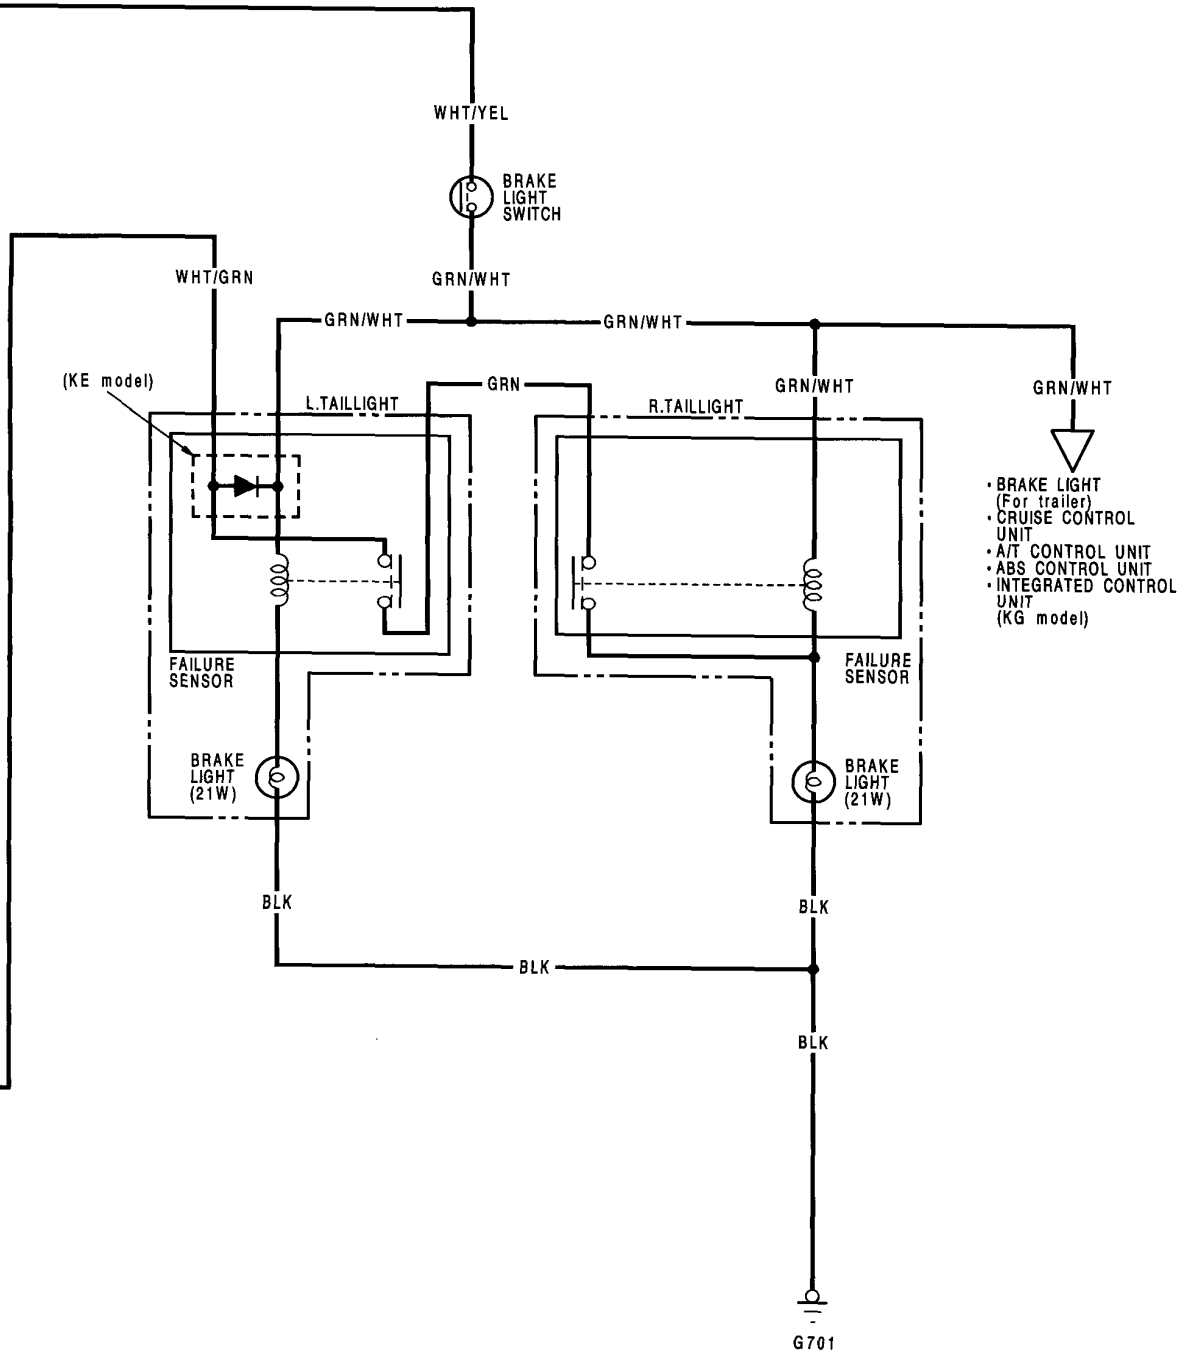 WHT/YEL
BRAKE
LIGHT
SWITCH
WHT/GRN
GRN/WHT
GRN/WHT
GRN/WHT
(KE model)
GRN
GRN/WHT
GRN/WHT
L.TAILLIGHT
R.TAILLIGHT
· BRAKE LIGHT
(For trailer)
· CRUISE CONTROL
UNIT
· A/T CONTROL UNIT
· ABS CONTROL UNIT
· INTEGRATED CONTROL
UNIT
(KG model)
FAILURE
SENSOR
FAILURE
SENSOR
BRAKE
LIGHT
(21W)
BRAKE
LIGHT
(21W)
BLK
BLK
BLK
BLK
G701